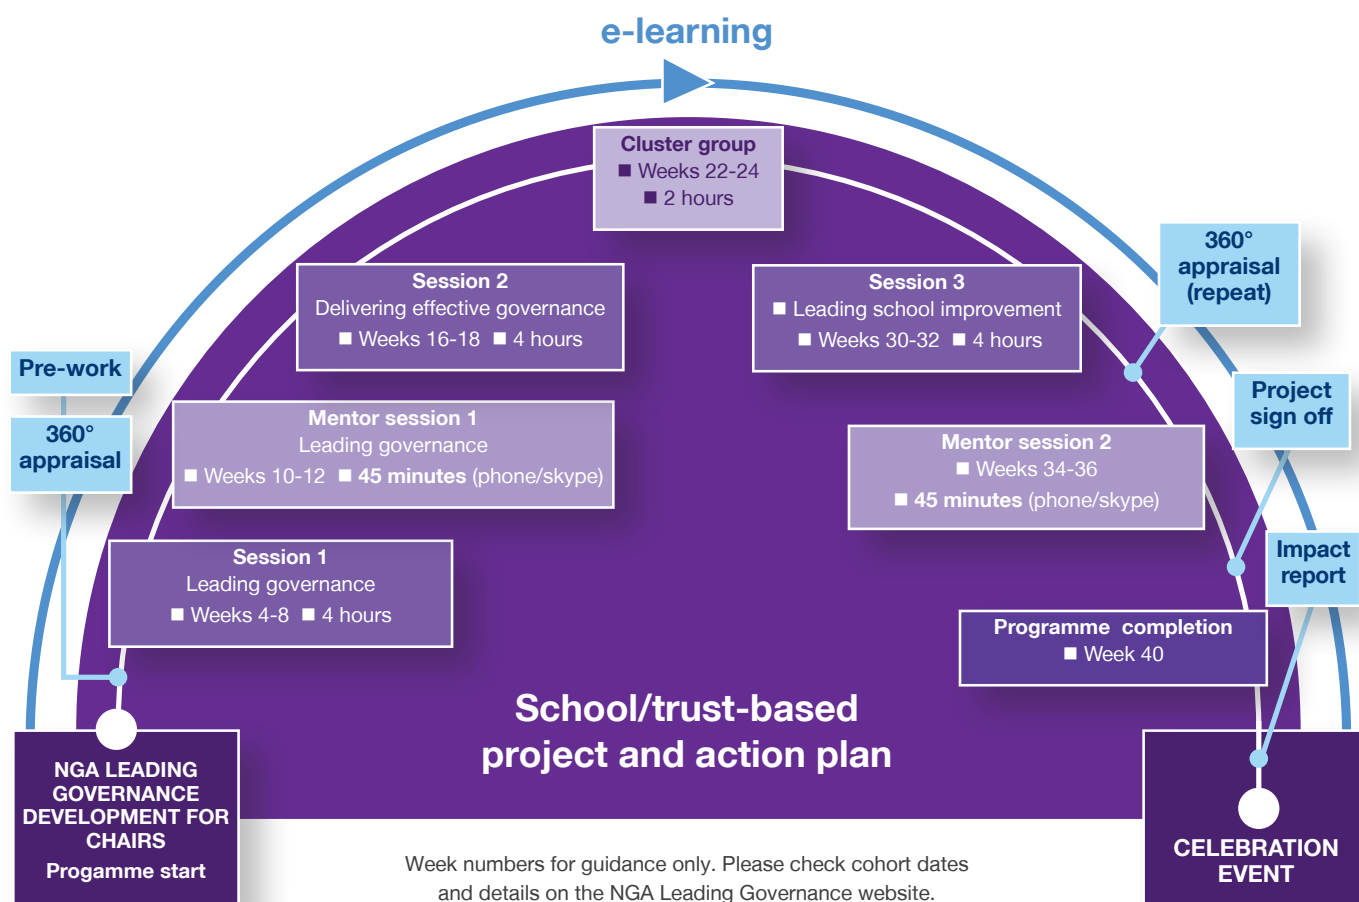 e-learning
Cluster group
■ Weeks 22-24
■ 2 hours
Session 2
Delivering effective governance
■ Weeks 16-18 ■ 4 hours
Session 3
■ Leading school improvement
■ Weeks 30-32 ■ 4 hours
360°
appraisal
(repeat)
Pre-work
360°
appraisal
Mentor session 1
Leading governance
■ Weeks 10-12 ■ 45 minutes (phone/skype)
Project
sign off
Mentor session 2
■ Weeks 34-36
■ 45 minutes (phone/skype)
Session 1
Leading governance
■ Weeks 4-8 ■ 4 hours
Impact
report
Programme completion
■ Week 40
School/trust-based
project and action plan
NGA LEADING
GOVERNANCE
DEVELOPMENT FOR
CHAIRS
Progamme start
CELEBRATION
EVENT
Week numbers for guidance only. Please check cohort dates
and details on the NGA Leading Governance website.